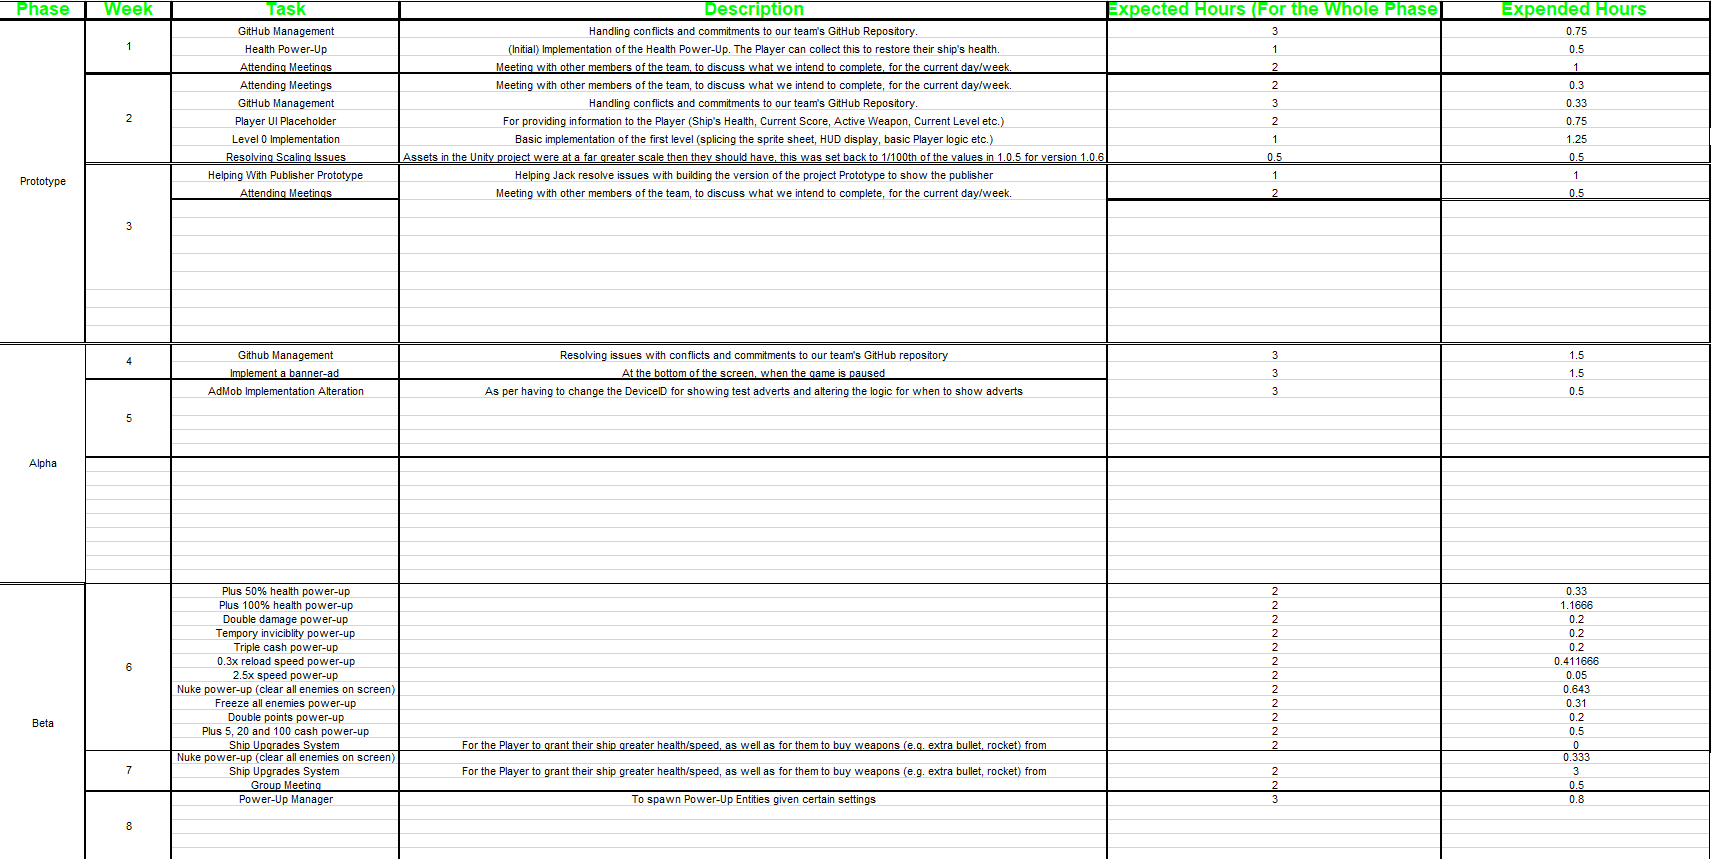 Phase Week Task Description Expected Hours (For the Whole Phase Expended Hours
GitHub Management Handling conflicts and commitments to our team's GitHub Repository. 3 0.75
1
Health Power-Up (Initial) Implementation of the Health Power-Up. The Player can collect this to restore their ship's health. 1 0.5
Attending Meetings Meeting with other members of the team, to discuss what we intend to complete, for the current day/week. 2 1
Attending Meetings Meeting with other members of the team, to discuss what we intend to complete, for the current day/week. 2 0.3
GitHub Management Handling conflicts and commitments to our team's GitHub Repository. 3 0.33
2
Player UI Placeholder For providing information to the Player (Ship's Health, Current Score, Active Weapon, Current Level etc.) 2 0.75
Level 0 Implementation Basic implementation of the first level (splicing the sprite sheet, HUD display, basic Player logic etc.) 1 1.25
Resolving Scaling Issues Assets in the Unity project were at a far greater scale then they should have, this was set back to 1/100th of the values in 1.0.5 for version 1.0.6 0.5 0.5
Helping With Publisher Prototype Helping Jack resolve issues with building the version of the project Prototype to show the publisher 1 1
Prototype
Attending Meetings Meeting with other members of the team, to discuss what we intend to complete, for the current day/week. 2 0.5
3
Github Management Resolving issues with conflicts and commitments to our team's GitHub repository 3 1.5
4
Implement a banner-ad At the bottom of the screen, when the game is paused 3 1.5
AdMob Implementation Alteration As per having to change the DeviceID for showing test adverts and altering the logic for when to show adverts 3 0.5
5
Alpha
Plus 50% health power-up 2 0.33
Plus 100% health power-up 2 1.1666
Double damage power-up 2 0.2
Tempory inviciblity power-up 2 0.2
Triple cash power-up 2 0.2
0.3x reload speed power-up 2 0.411666
6
2.5x speed power-up 2 0.05
Nuke power-up (clear all enemies on screen) 2 0.643
Freeze all enemies power-up 2 0.31
Double points power-up 2 0.2
Beta
Plus 5, 20 and 100 cash power-up 2 0.5
Ship Upgrades System For the Player to grant their ship greater health/speed, as well as for them to buy weapons (e.g. extra bullet, rocket) from 2 0
Nuke power-up (clear all enemies on screen) 0.333
7 Ship Upgrades System For the Player to grant their ship greater health/speed, as well as for them to buy weapons (e.g. extra bullet, rocket) from 2 3
Group Meeting 2 0.5
Power-Up Manager To spawn Power-Up Entities given certain settings 3 0.8
8